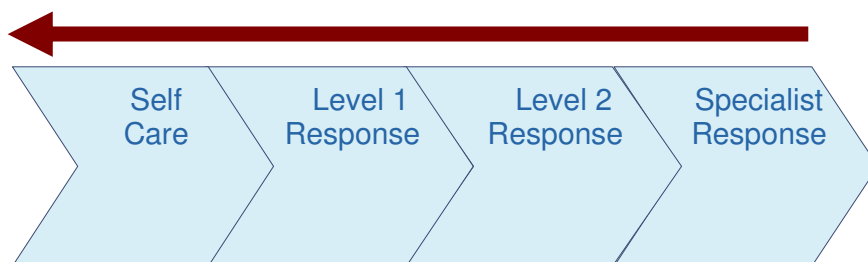 Self
Care
Level 1
Response
Level 2
Response
Specialist
Response